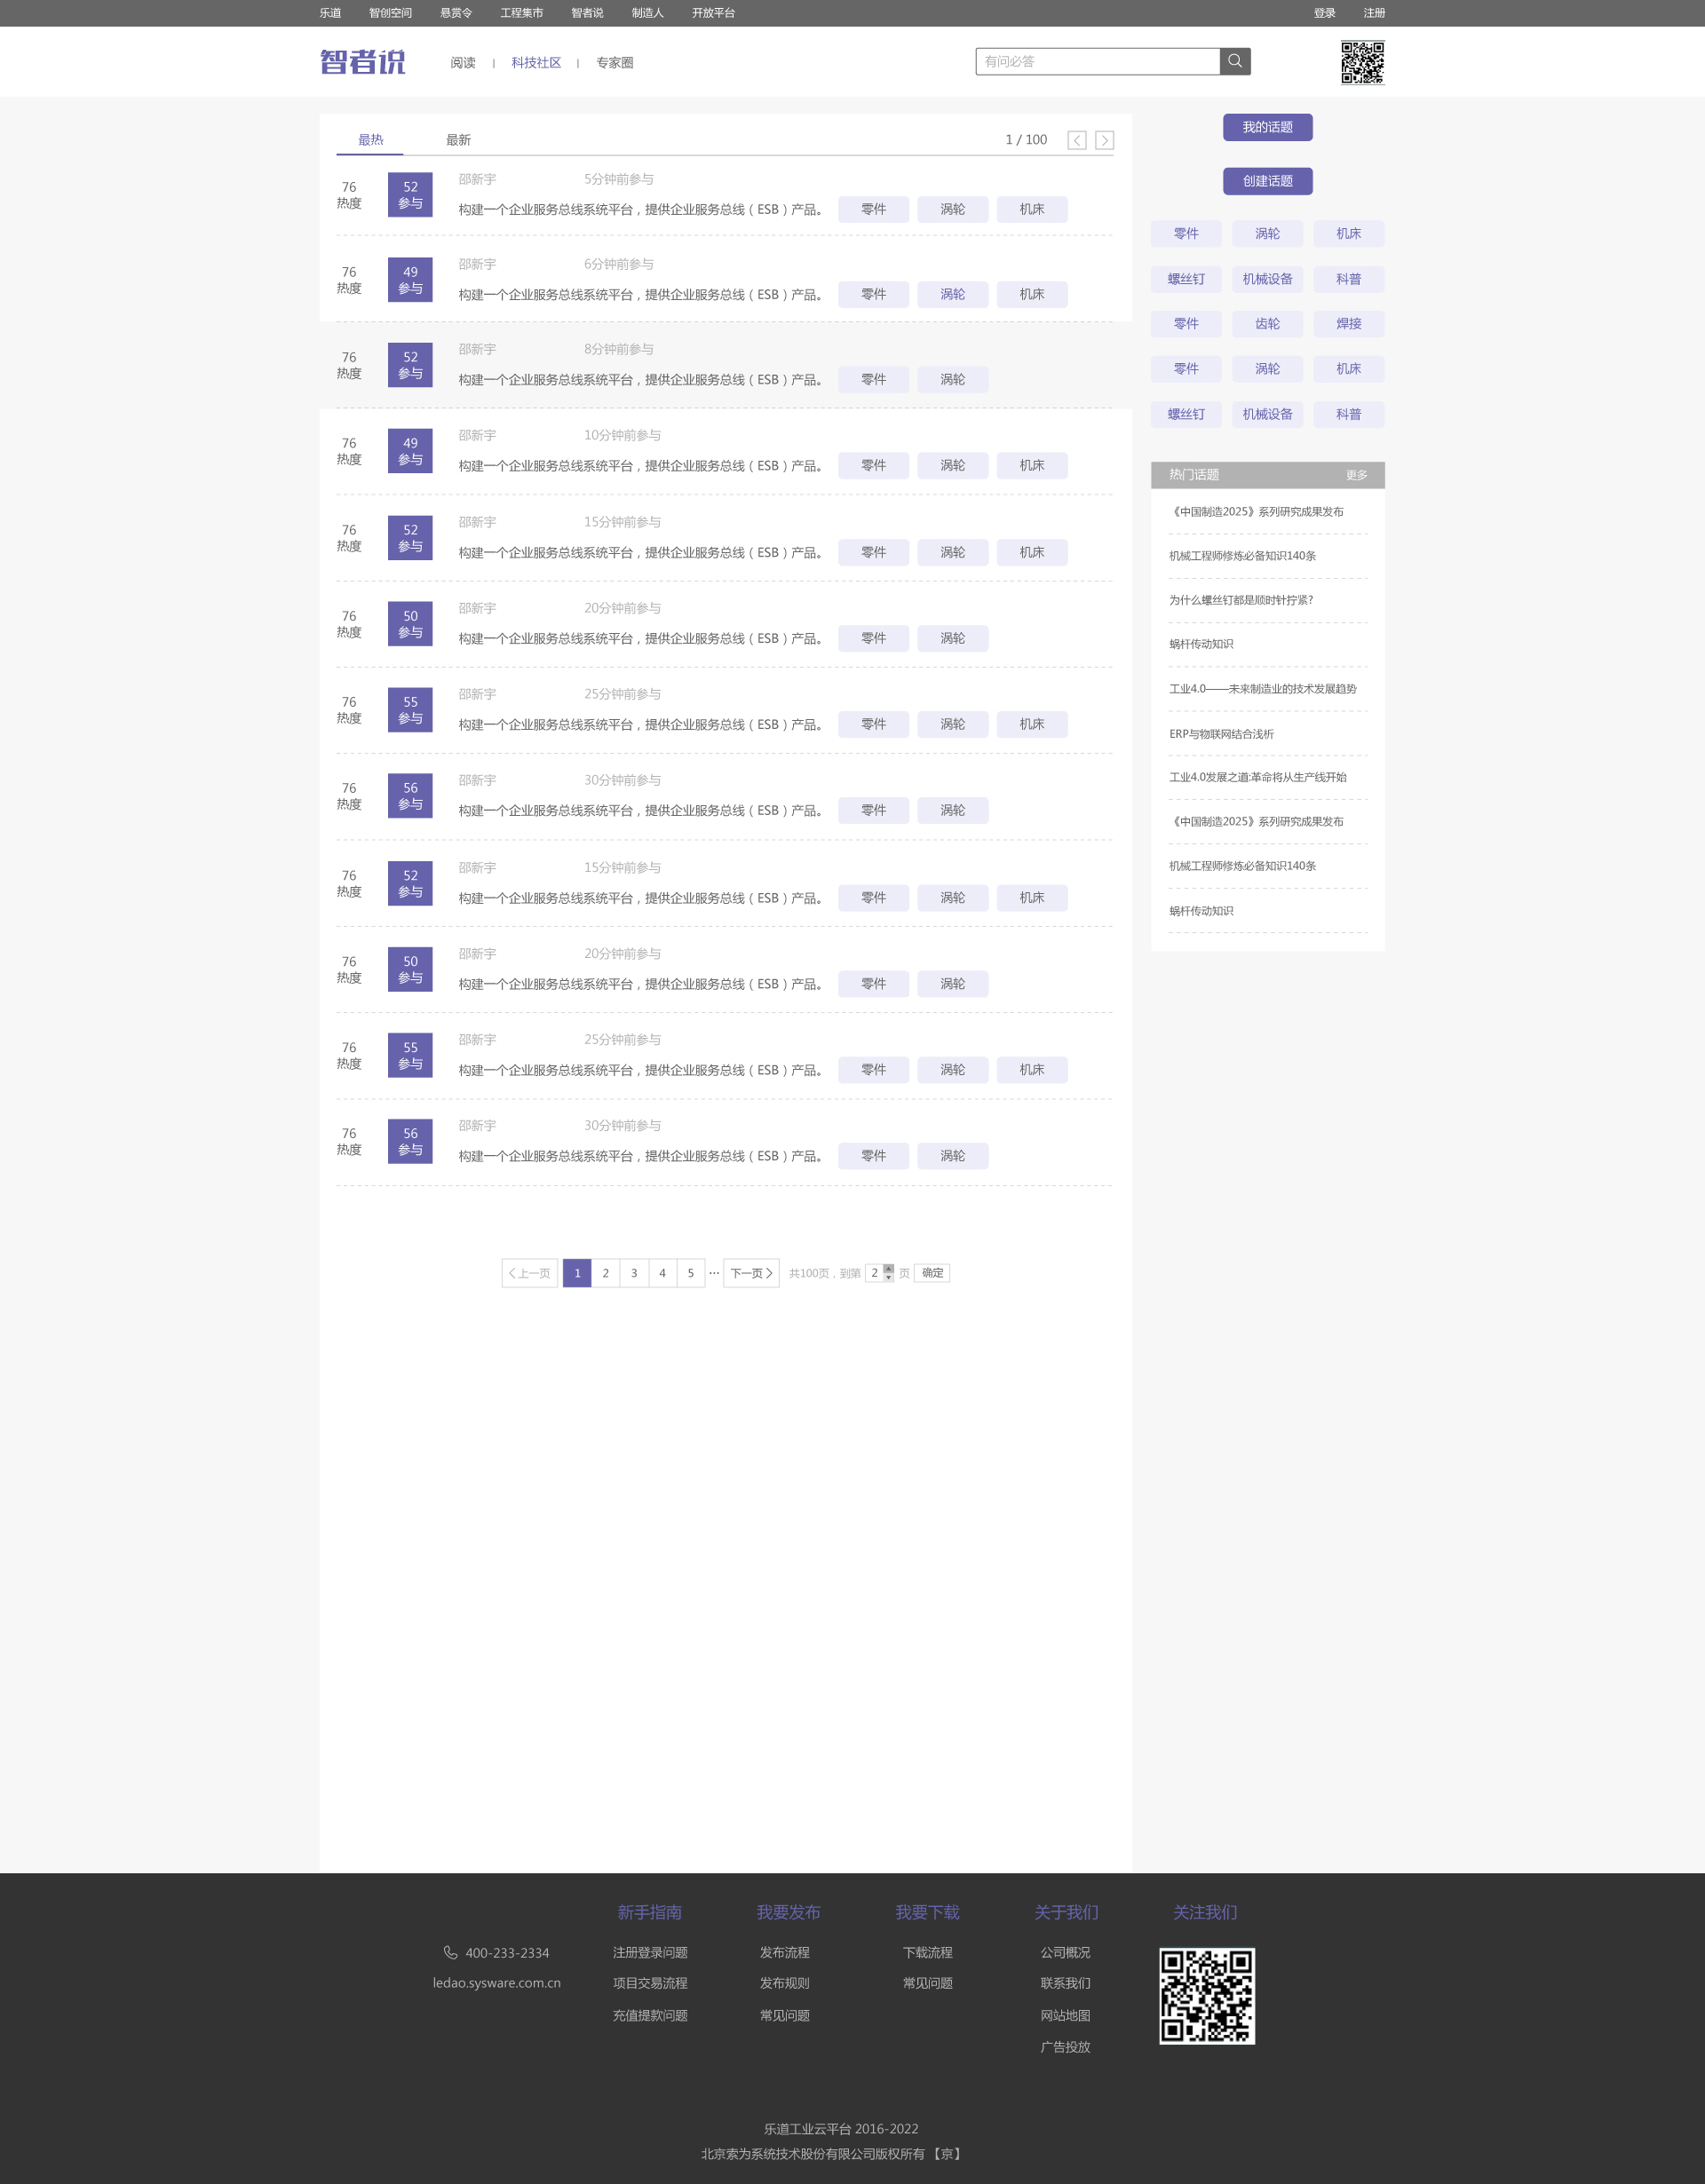 乐道 智创空间 悬赏令 工程集市 智者说 制造人 开放平台 登录 注册
智者说 阅读 科技社区 专家圈 有问必答
最热 最新 1 / 100
76 热度 52 参与 邵新宇 5分钟前参与
构建一个企业服务总线系统平台，提供企业服务总线（ESB）产品。 零件 涡轮 机床
76 热度 49 参与 邵新宇 6分钟前参与
构建一个企业服务总线系统平台，提供企业服务总线（ESB）产品。 零件 涡轮 机床
76 热度 52 参与 邵新宇 8分钟前参与
构建一个企业服务总线系统平台，提供企业服务总线（ESB）产品。 零件 涡轮
76 热度 49 参与 邵新宇 10分钟前参与
构建一个企业服务总线系统平台，提供企业服务总线（ESB）产品。 零件 涡轮 机床
76 热度 52 参与 邵新宇 15分钟前参与
构建一个企业服务总线系统平台，提供企业服务总线（ESB）产品。 零件 涡轮 机床
76 热度 50 参与 邵新宇 20分钟前参与
构建一个企业服务总线系统平台，提供企业服务总线（ESB）产品。 零件 涡轮
76 热度 55 参与 邵新宇 25分钟前参与
构建一个企业服务总线系统平台，提供企业服务总线（ESB）产品。 零件 涡轮 机床
76 热度 56 参与 邵新宇 30分钟前参与
构建一个企业服务总线系统平台，提供企业服务总线（ESB）产品。 零件 涡轮
76 热度 52 参与 邵新宇 15分钟前参与
构建一个企业服务总线系统平台，提供企业服务总线（ESB）产品。 零件 涡轮 机床
76 热度 50 参与 邵新宇 20分钟前参与
构建一个企业服务总线系统平台，提供企业服务总线（ESB）产品。 零件 涡轮
76 热度 55 参与 邵新宇 25分钟前参与
构建一个企业服务总线系统平台，提供企业服务总线（ESB）产品。 零件 涡轮 机床
76 热度 56 参与 邵新宇 30分钟前参与
构建一个企业服务总线系统平台，提供企业服务总线（ESB）产品。 零件 涡轮
上一页 1 2 3 4 5 ··· 下一页 共100页，到第 2 页 确定
我的话题
创建话题
零件 涡轮 机床
螺丝钉 机械设备 科普
零件 齿轮 焊接
零件 涡轮 机床
螺丝钉 机械设备 科普
热门话题 更多
《中国制造2025》系列研究成果发布
机械工程师修炼必备知识140条
为什么螺丝钉都是顺时针拧紧?
蜗杆传动知识
工业4.0——未来制造业的技术发展趋势
ERP与物联网结合浅析
工业4.0发展之道:革命将从生产线开始
《中国制造2025》系列研究成果发布
机械工程师修炼必备知识140条
蜗杆传动知识
新手指南 我要发布 我要下载 关于我们 关注我们
400-233-2334 注册登录问题 发布流程 下载流程 公司概况
ledao.sysware.com.cn 项目交易流程 发布规则 常见问题 联系我们
充值提款问题 常见问题 网站地图
广告投放
乐道工业云平台 2016-2022
北京索为系统技术股份有限公司版权所有 【京】